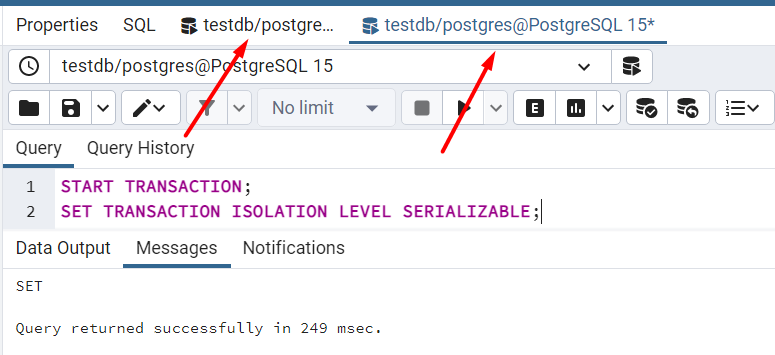 Properties SQL testdb/postgre... testdb/postgres@PostgreSQL 15*
testdb/postgres@PostgreSQL 15
No limit E
Query Query History
1 START TRANSACTION;
2 SET TRANSACTION ISOLATION LEVEL SERIALIZABLE;
Data Output Messages Notifications
SET
Query returned successfully in 249 msec.